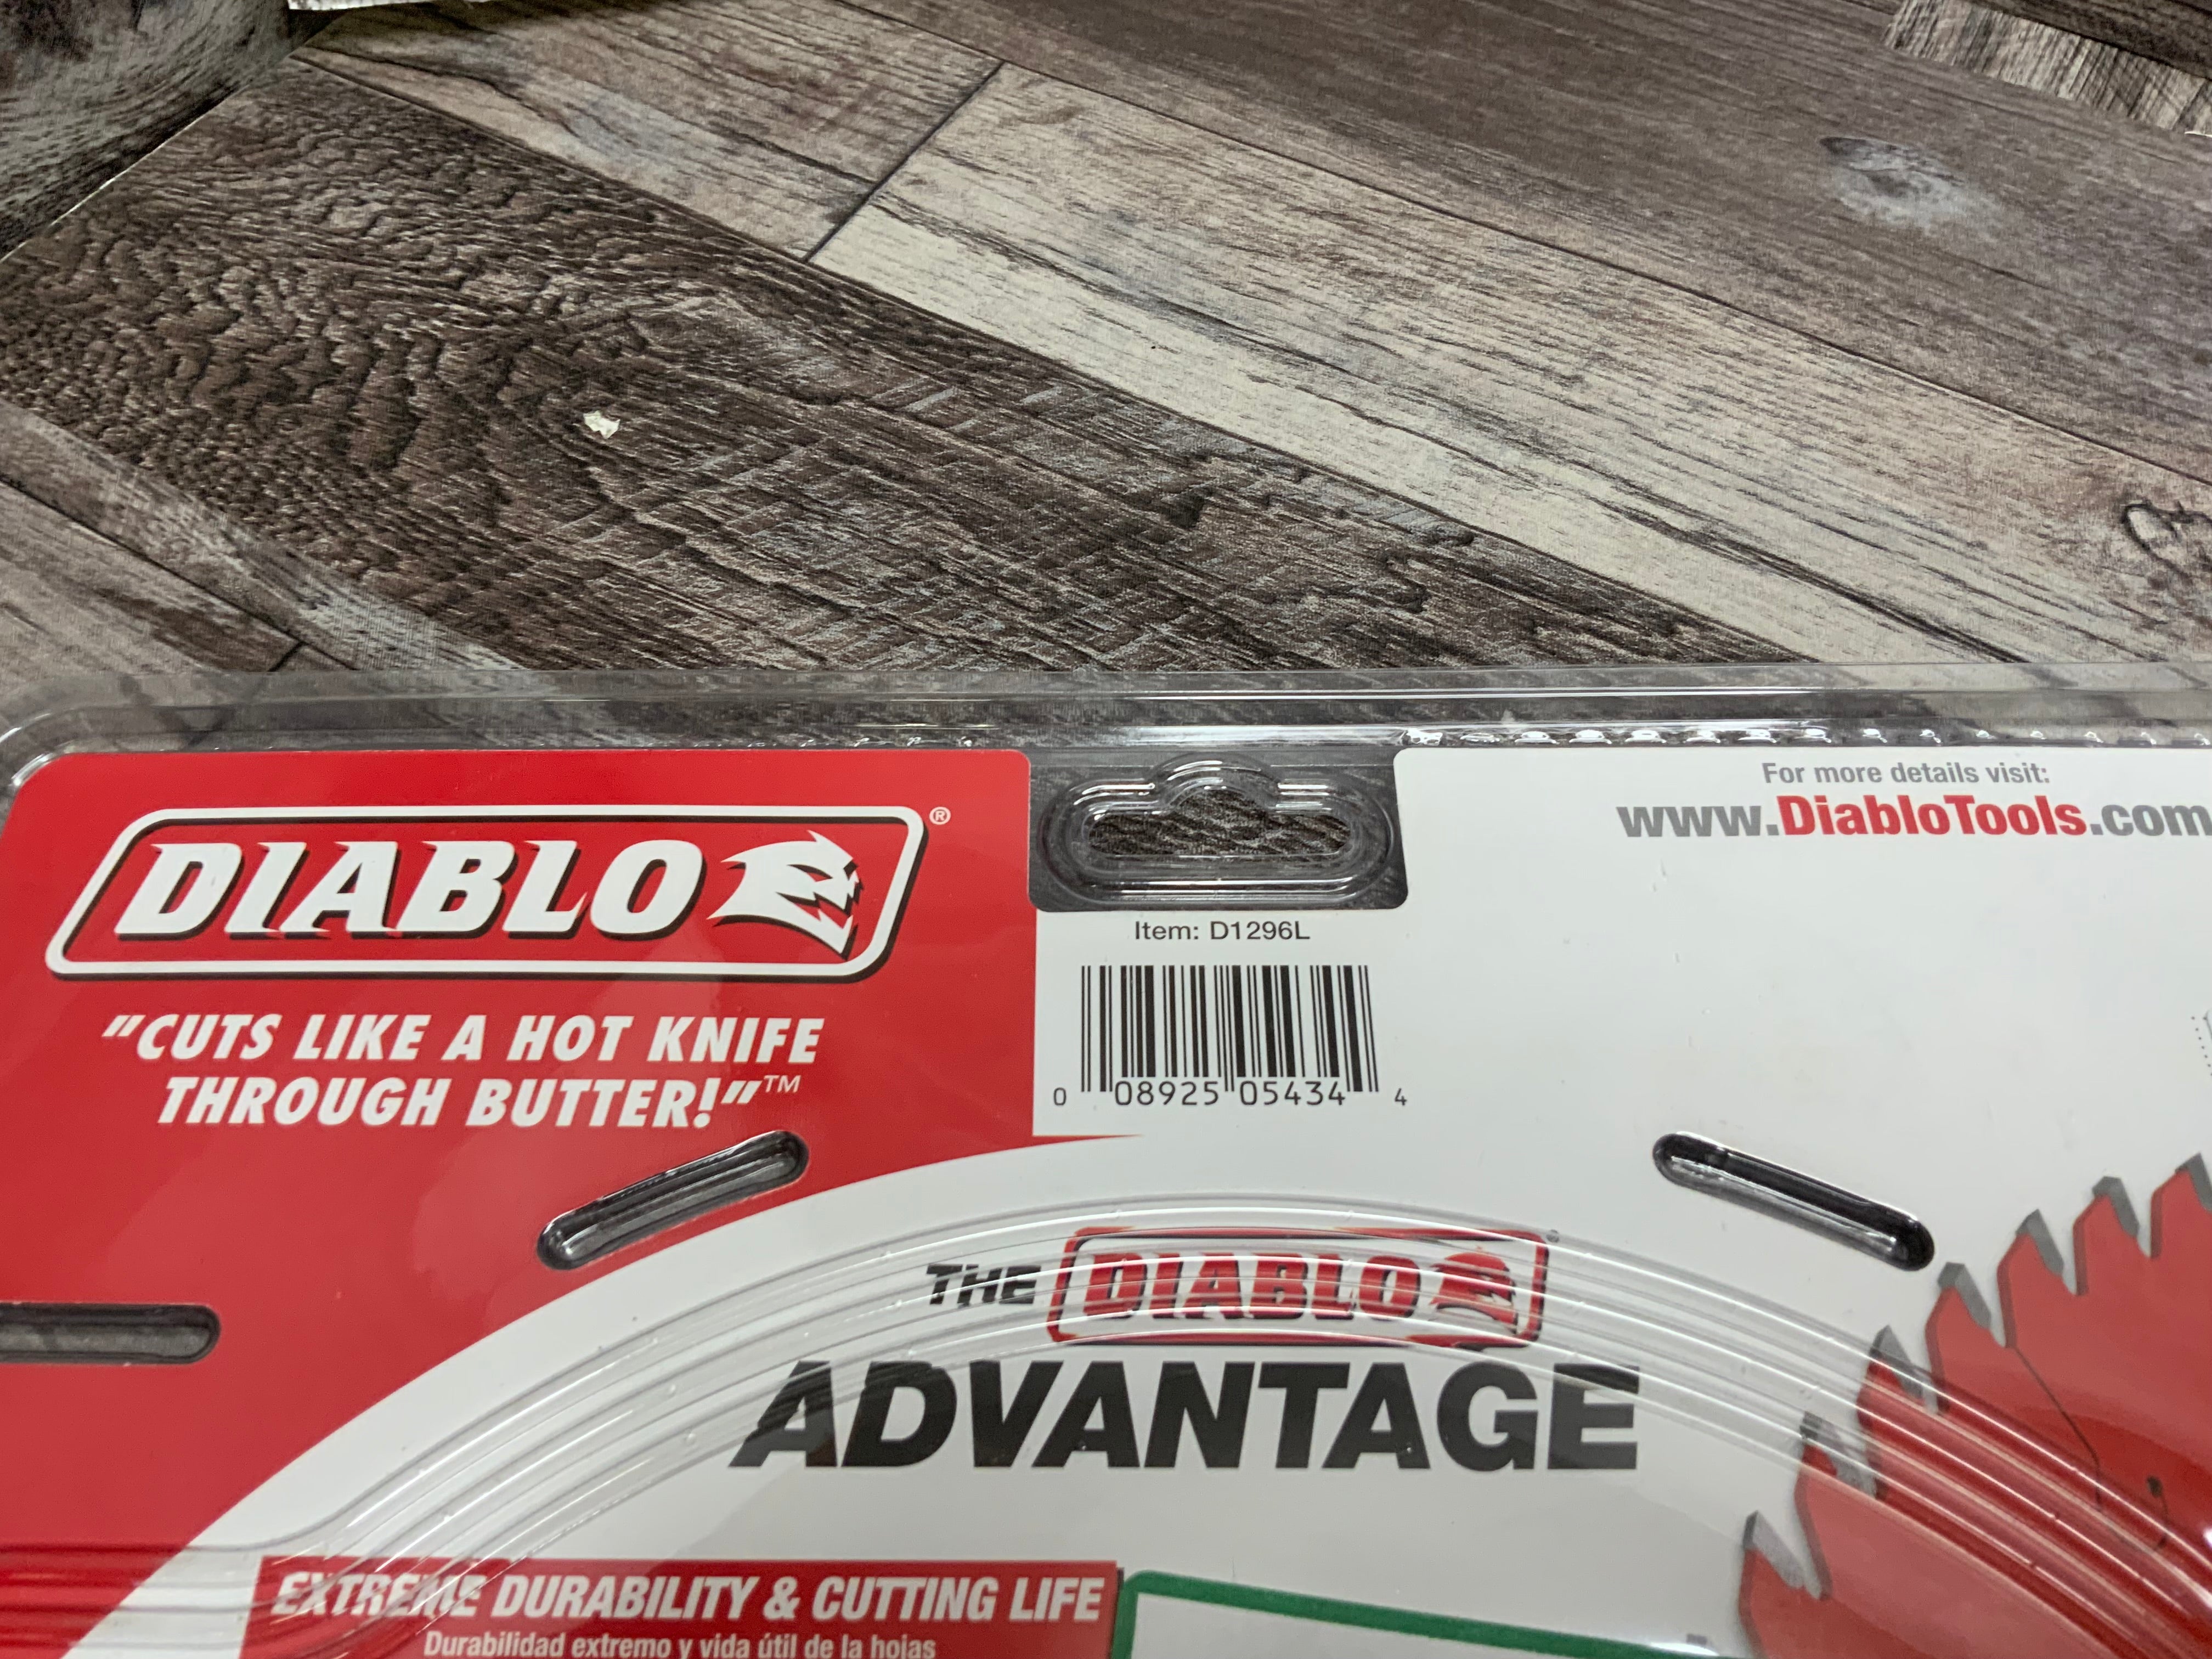 DIABLO®
"CUTS LIKE A HOT KNIFE
THROUGH BUTTER!"™
Item: D1296L
0 08925 05434 4
For more details visit:
www.DiabloTools.com
THE DIABLO
ADVANTAGE
EXTREME DURABILITY & CUTTING LIFE
Durabilidad extremo y vida útil de la hojas